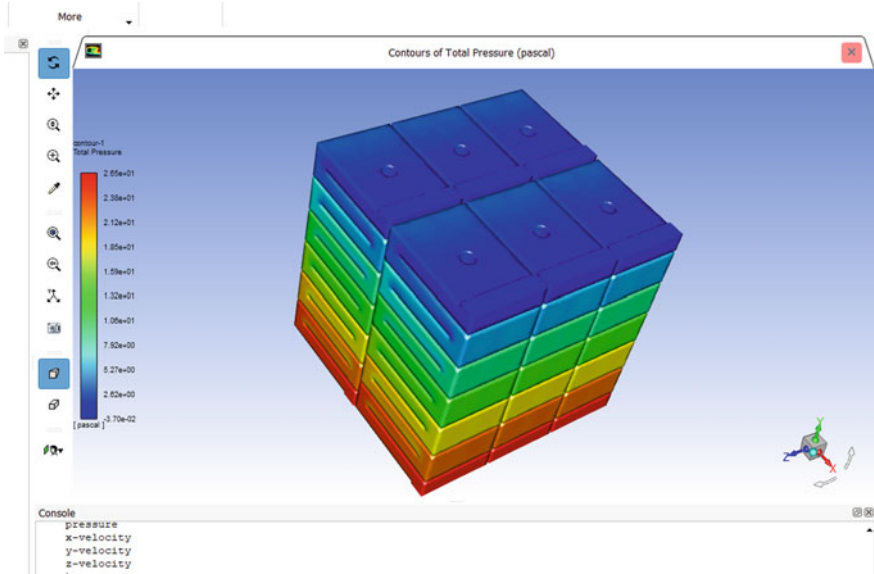 More
Contours of Total Pressure (pascal)
contour-1
Total Pressure
2.65e+01
2.38e+01
2.12e+01
1.85e+01
1.59e+01
1.32e+01
1.06e+01
7.92e+00
5.27e+00
2.62e+00
-3.70e-02
[ pascal ]
Y
Z
X
Console
pressure
x-velocity
y-velocity
z-velocity